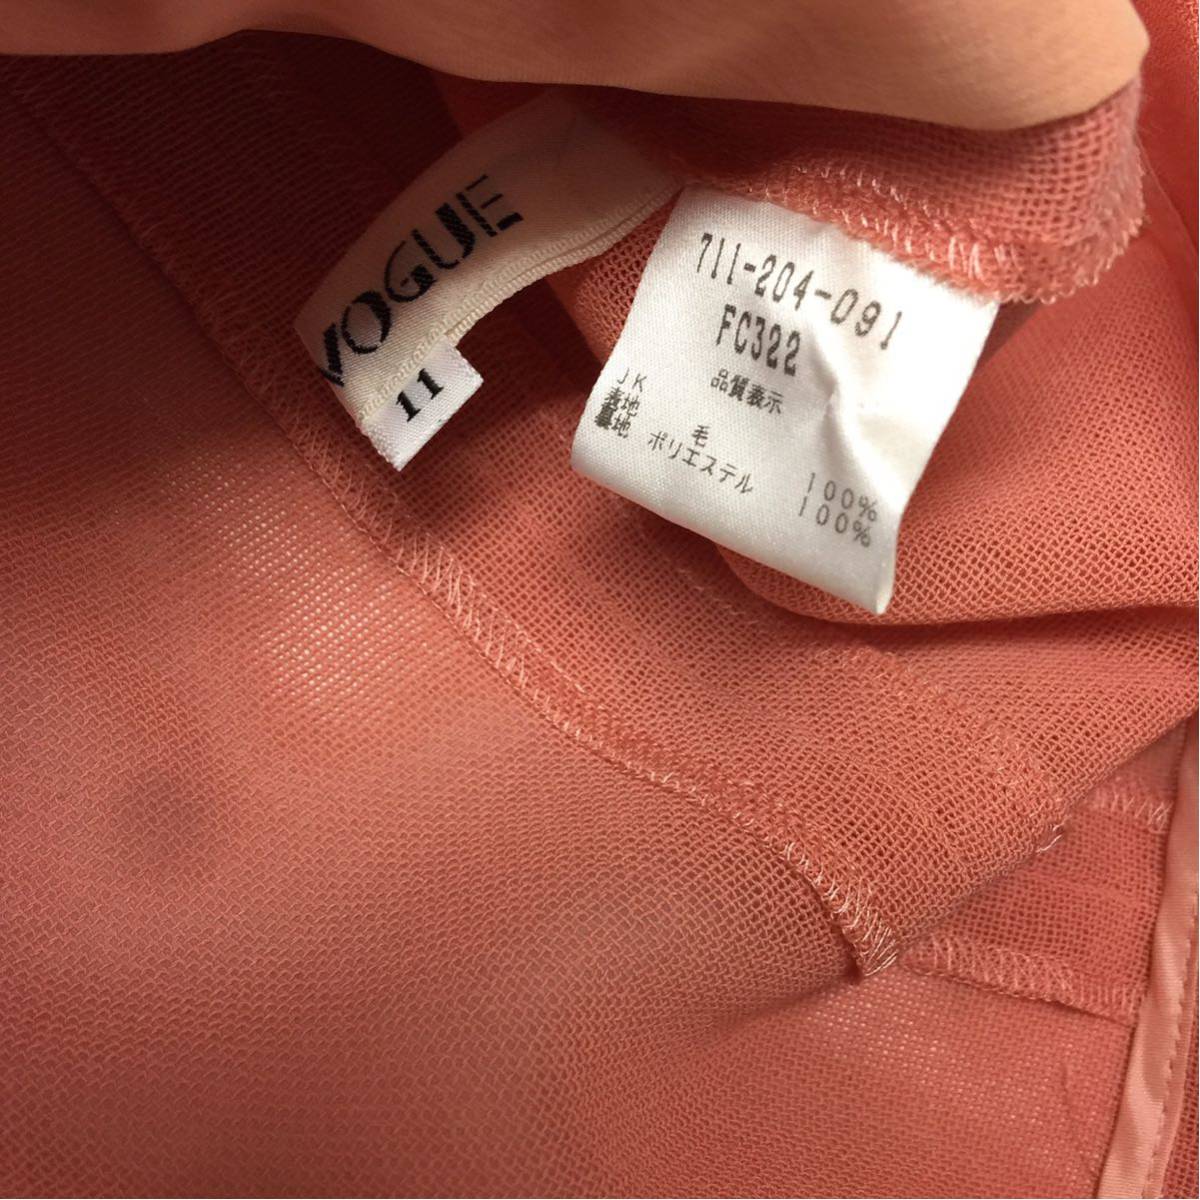 VOGUE
11
711-204-091
FC322
品質表示
JK
表地 毛 100%
裏地 ポリエステル 100%